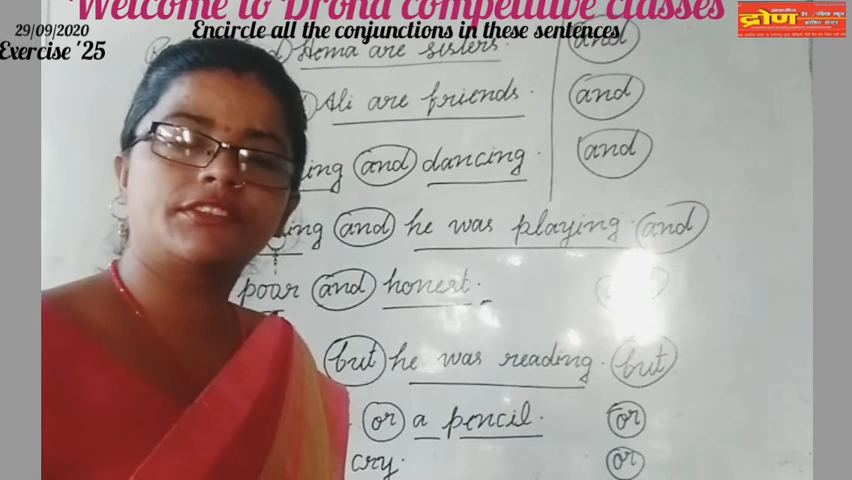 Welcome to Drona competitive classes
29/09/2020
Encircle all the conjunctions in these sentences
Exercise '25
द्रोण
Hema are sisters. and
Ali are friends. and
ing and dancing. and
ing and he was playing. and
poor and honest.
but he was reading. but
or a pencil. or
cry. or